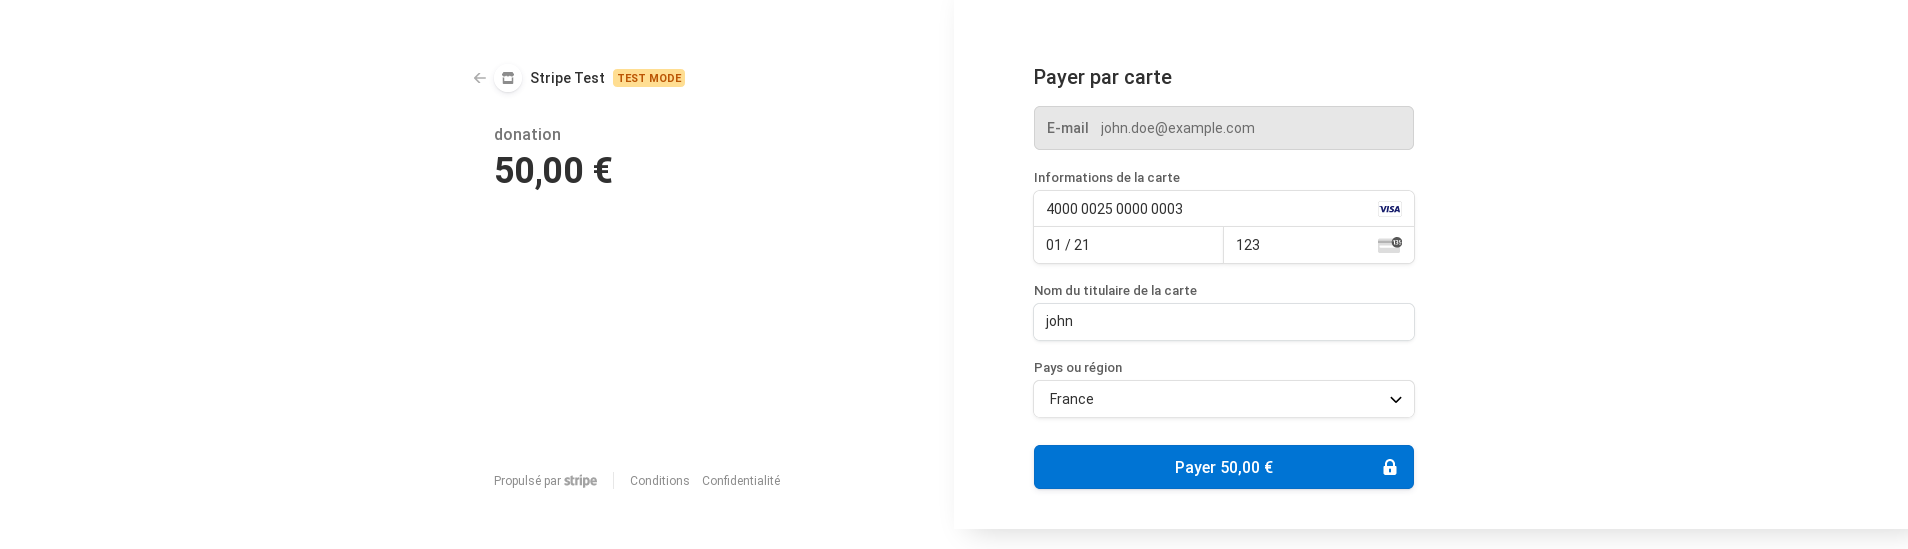 Stripe Test TEST MODE
donation
50,00 €
Propulsé par stripe Conditions Confidentialité
Payer par carte
E-mail john.doe@example.com
Informations de la carte
4000 0025 0000 0003 VISA
01 / 21 123
Nom du titulaire de la carte
john
Pays ou région
France
Payer 50,00 €